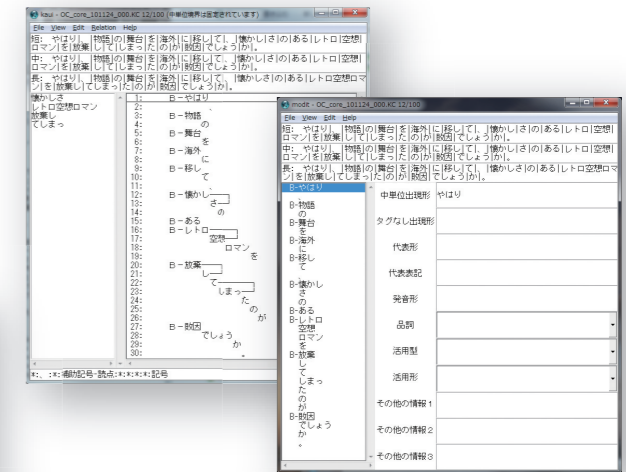 kaui - OC_core_101124_000.KC 12/100 (中単位境界は固定されています)
File View Edit Relation Help
短: やはり|、|物語|の|舞台|を|海外|に|移し|て|、|懐かし|さ|の|ある|レトロ|空想|
ロマン|を|放棄|し|て|しまっ|た|の|が|敗因|でしょう|か|。
中: やはり|、|物語|の|舞台|を|海外|に|移し|て|、|懐かし|さ|の|ある|レトロ|空想|
ロマン|を|放棄|し|て|しまっ|た|の|が|敗因|でしょう|か|。
長: やはり|、|物語|の|舞台|を|海外|に|移し|て|、|懐かしさ|の|ある|レトロ空想ロマ
ン|を|放棄し|てしまっ|た|の|が|敗因|でしょう|か|。
懐かしさ
レトロ空想ロマン
放棄し
てしまっ
1: B-やはり
2: 、
3: B-物語
4: の
5: B-舞台
6: を
7: B-海外
8: に
9: B-移し
10: て
11: 、
12: B-懐かし
13: さ
14: の
15: B-ある
16: B-レトロ
17: 空想
18: ロマン
19: を
20: B-放棄
21: し
22: て
23: しまっ
24: た
25: の
26: が
27: B-敗因
28: でしょう
29: か
30: 。
*:、:*:補助記号-読点:*:*:*:*:記号
modit - OC_core_101124_000.KC 12/100
File View Edit Help
短: やはり|、|物語|の|舞台|を|海外|に|移し|て|、|懐かし|さ|の|ある|レトロ|空想|
ロマン|を|放棄|し|て|しまっ|た|の|が|敗因|でしょう|か|。
中: やはり|、|物語|の|舞台|を|海外|に|移し|て|、|懐かし|さ|の|ある|レトロ|空想|
ロマン|を|放棄|し|て|しまっ|た|の|が|敗因|でしょう|か|。
長: やはり|、|物語|の|舞台|を|海外|に|移し|て|、|懐かしさ|の|ある|レトロ空想ロマ
ン|を|放棄し|てしまっ|た|の|が|敗因|でしょう|か|。
B-やはり
、
B-物語
の
B-舞台
を
B-海外
に
B-移し
て
、
B-懐かし
さ
の
B-ある
B-レトロ
空想
ロマン
を
B-放棄
し
て
しまっ
た
の
が
B-敗因
でしょう
か
。
中単位出現形 やはり
タグなし出現形
代表形
代表表記
発音形
品詞
活用型
活用形
その他の情報1
その他の情報2
その他の情報3